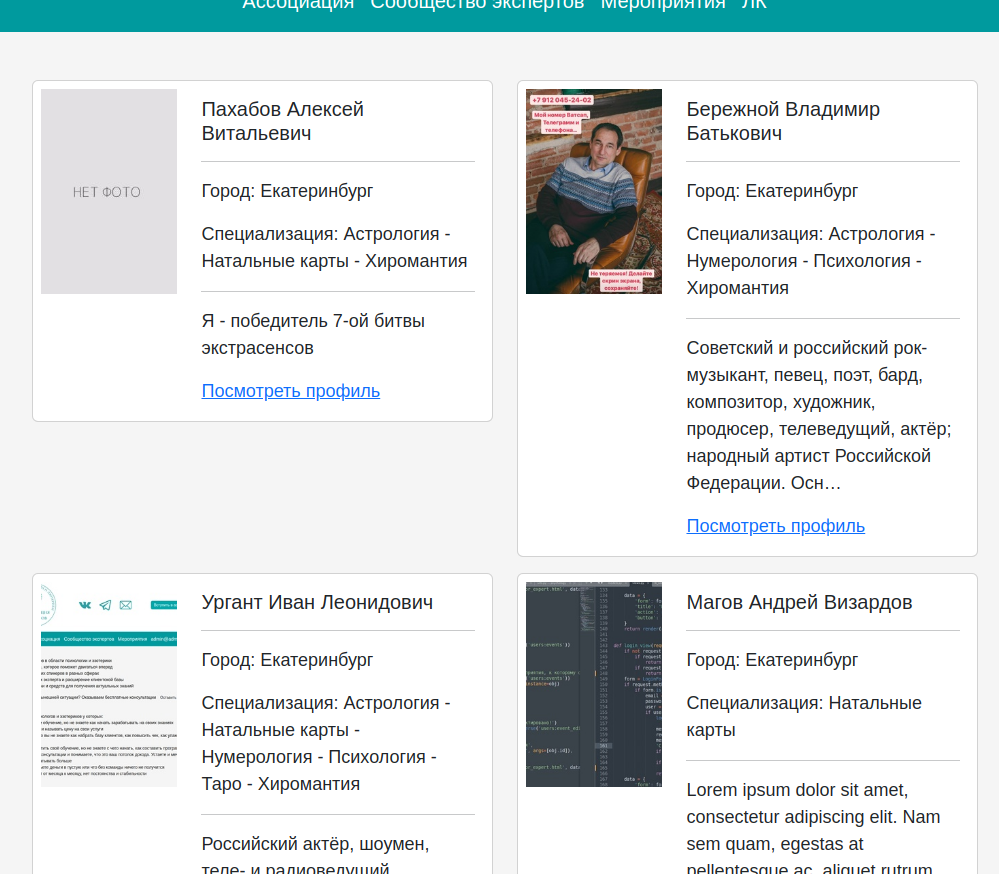 Ассоциация Сообщество экспертов Мероприятия ЛК
НЕТ ФОТО
Пахабов Алексей
Витальевич
Город: Екатеринбург
Специализация: Астрология -
Натальные карты - Хиромантия
Я - победитель 7-ой битвы
экстрасенсов
Посмотреть профиль
+7 912 045-24-02
Мой номер Ватсап,
Телеграмм и
телефона...
Не теряемся! Делайте
скрин экрана,
сохраняйте!
Бережной Владимир
Батькович
Город: Екатеринбург
Специализация: Астрология -
Нумерология - Психология -
Хиромантия
Советский и российский рок-
музыкант, певец, поэт, бард,
композитор, художник,
продюсер, телеведущий, актёр;
народный артист Российской
Федерации. Осн…
Посмотреть профиль
Ургант Иван Леонидович
Город: Екатеринбург
Специализация: Астрология -
Натальные карты -
Нумерология - Психология -
Таро - Хиромантия
Российский актёр, шоумен,
теле- и радиоведущий
Магов Андрей Визардов
Город: Екатеринбург
Специализация: Натальные
карты
Lorem ipsum dolor sit amet,
consectetur adipiscing elit. Nam
sem quam, egestas at
pellentesque ac, aliquet rutrum